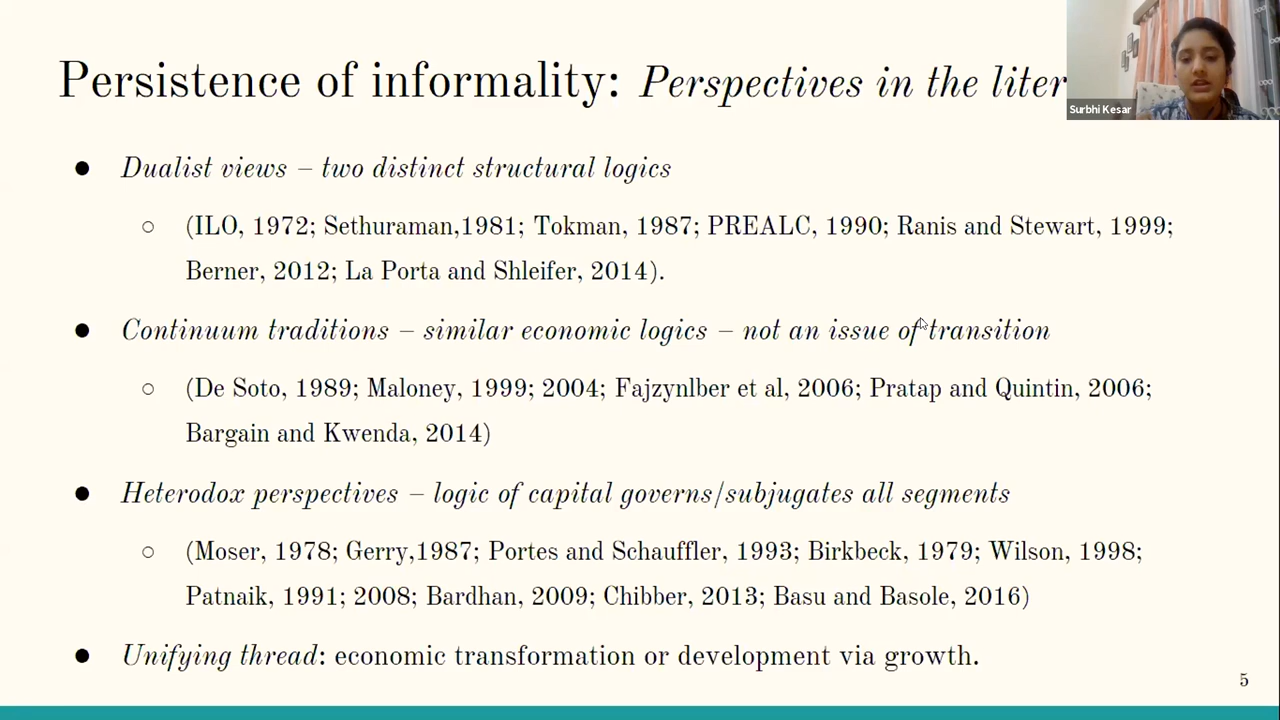 Persistence of informality: Perspectives in the liter
Surbhi Kesar
● Dualist views – two distinct structural logics
○ (ILO, 1972; Sethuraman,1981; Tokman, 1987; PREALC, 1990; Ranis and Stewart, 1999;
Berner, 2012; La Porta and Shleifer, 2014).
● Continuum traditions – similar economic logics – not an issue of transition
○ (De Soto, 1989; Maloney, 1999; 2004; Fajzynlber et al, 2006; Pratap and Quintin, 2006;
Bargain and Kwenda, 2014)
● Heterodox perspectives – logic of capital governs/subjugates all segments
○ (Moser, 1978; Gerry,1987; Portes and Schauffler, 1993; Birkbeck, 1979; Wilson, 1998;
Patnaik, 1991; 2008; Bardhan, 2009; Chibber, 2013; Basu and Basole, 2016)
● Unifying thread: economic transformation or development via growth.
5